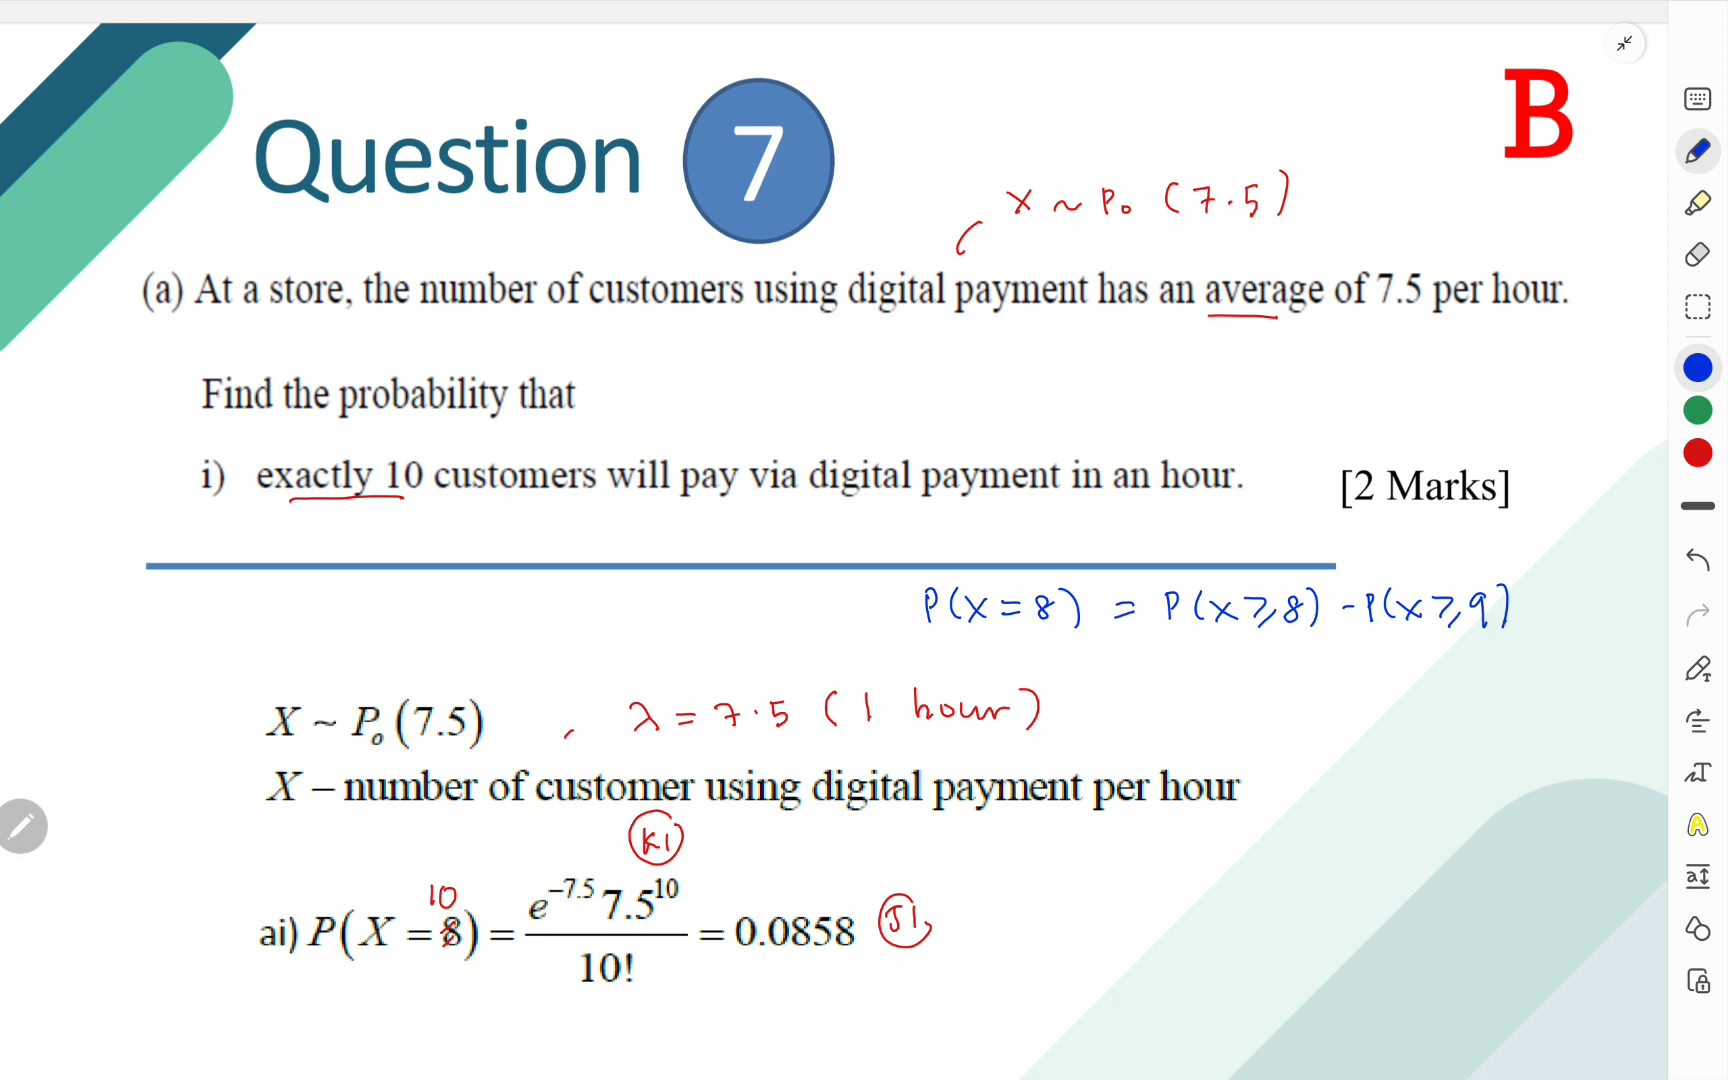 B
Question 7
X ~ Po (7.5)
(a) At a store, the number of customers using digital payment has an average of 7.5 per hour.
Find the probability that
i) exactly 10 customers will pay via digital payment in an hour.
[2 Marks]
P(X = 8) = P(X ≥ 8) - P(X ≥ 9)
X ~ Po (7.5) , λ = 7.5 (1 hour)
X – number of customer using digital payment per hour
K1
10
ai) P(X = 8) = e^{-7.5} 7.5^{10} / 10! = 0.0858 J1